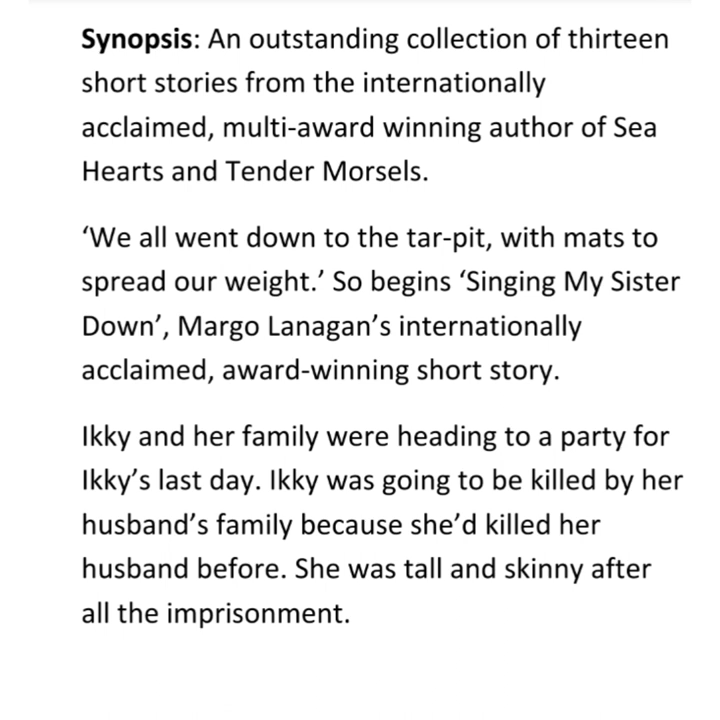 Synopsis: An outstanding collection of thirteen
short stories from the internationally
acclaimed, multi-award winning author of Sea
Hearts and Tender Morsels.
‘We all went down to the tar-pit, with mats to
spread our weight.’ So begins ‘Singing My Sister
Down’, Margo Lanagan’s internationally
acclaimed, award-winning short story.
Ikky and her family were heading to a party for
Ikky’s last day. Ikky was going to be killed by her
husband’s family because she’d killed her
husband before. She was tall and skinny after
all the imprisonment.